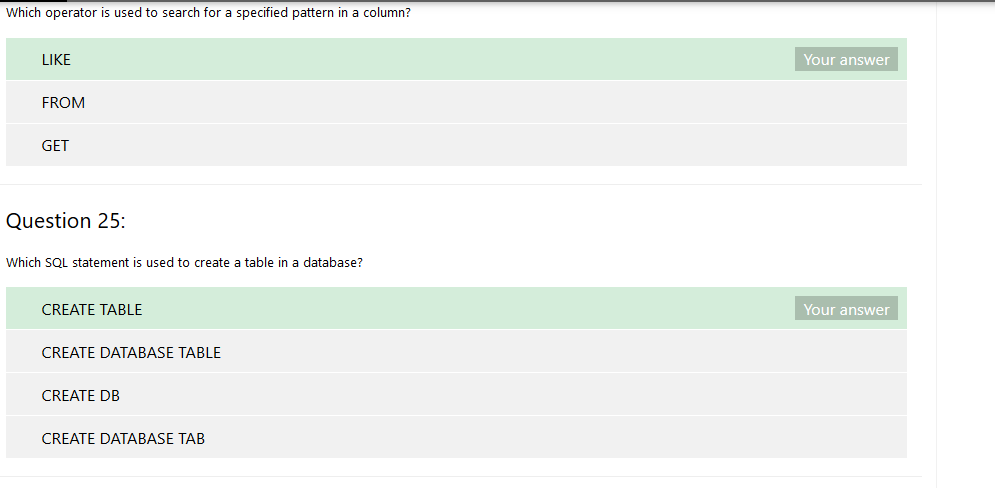 Which operator is used to search for a specified pattern in a column?
LIKE Your answer
FROM
GET
Question 25:
Which SQL statement is used to create a table in a database?
CREATE TABLE Your answer
CREATE DATABASE TABLE
CREATE DB
CREATE DATABASE TAB